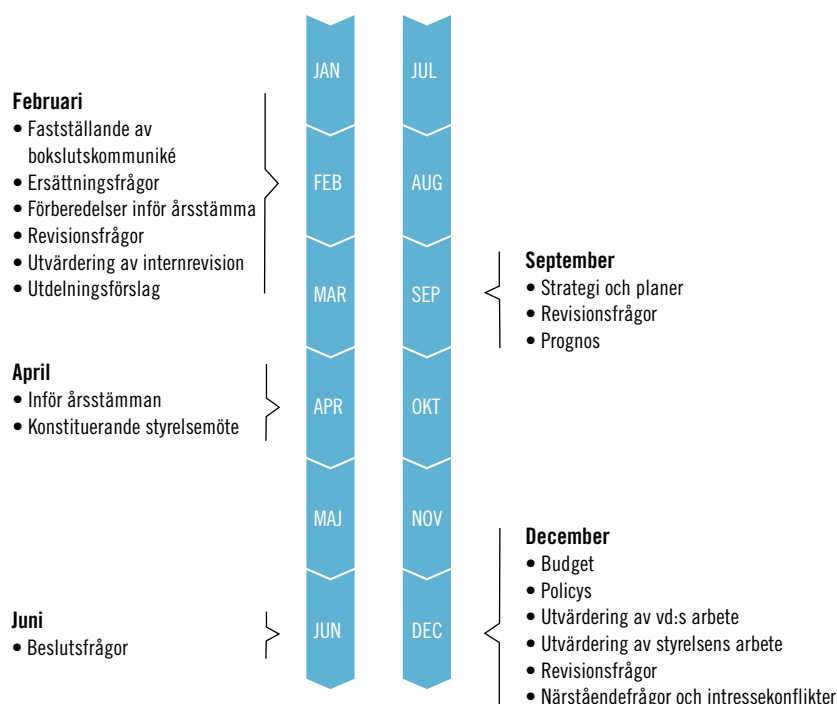 Februari
• Fastställande av
bokslutskommuniké
• Ersättningsfrågor
• Förberedelser inför årsstämma
• Revisionsfrågor
• Utvärdering av internrevision
• Utdelningsförslag
April
• Inför årsstämman
• Konstituerande styrelsemöte
Juni
• Beslutsfrågor
JAN
FEB
MAR
APR
MAJ
JUN
JUL
AUG
SEP
OKT
NOV
DEC
September
• Strategi och planer
• Revisionsfrågor
• Prognos
December
• Budget
• Policys
• Utvärdering av vd:s arbete
• Utvärdering av styrelsens arbete
• Revisionsfrågor
• Närståendefrågor och intressekonflikter